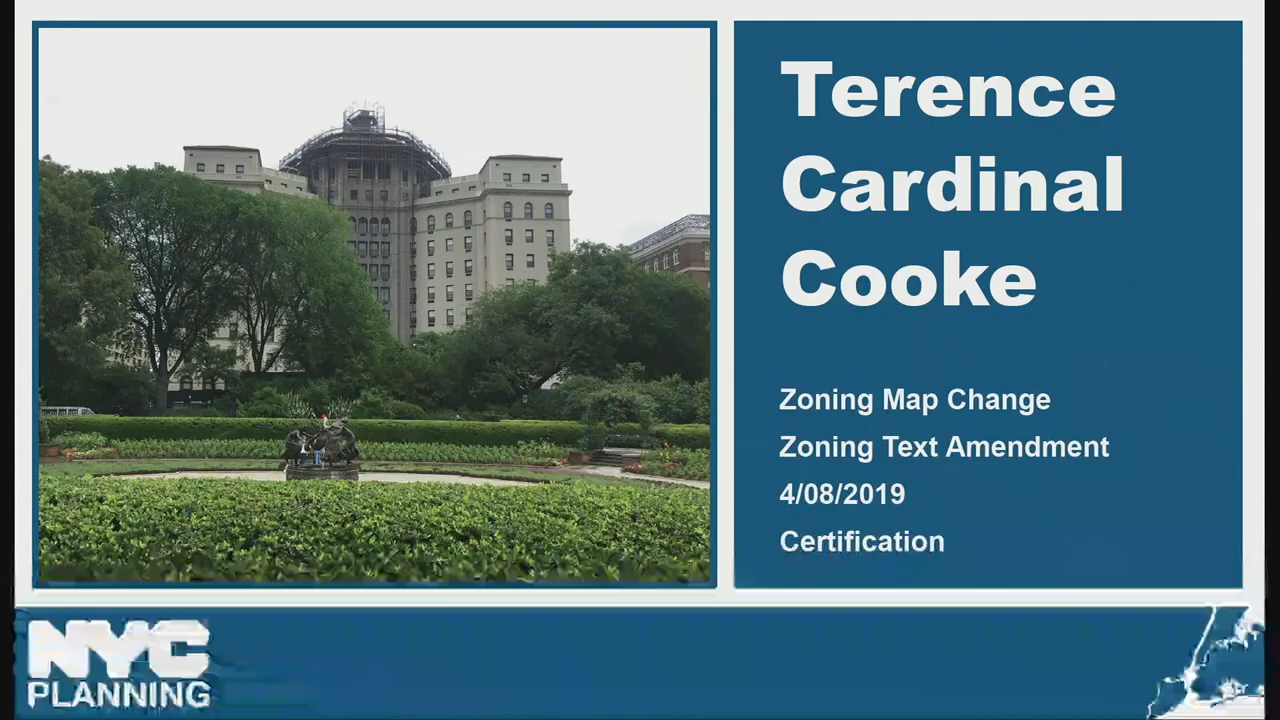 Terence
Cardinal
Cooke
Zoning Map Change
Zoning Text Amendment
4/08/2019
Certification
NYC
PLANNING